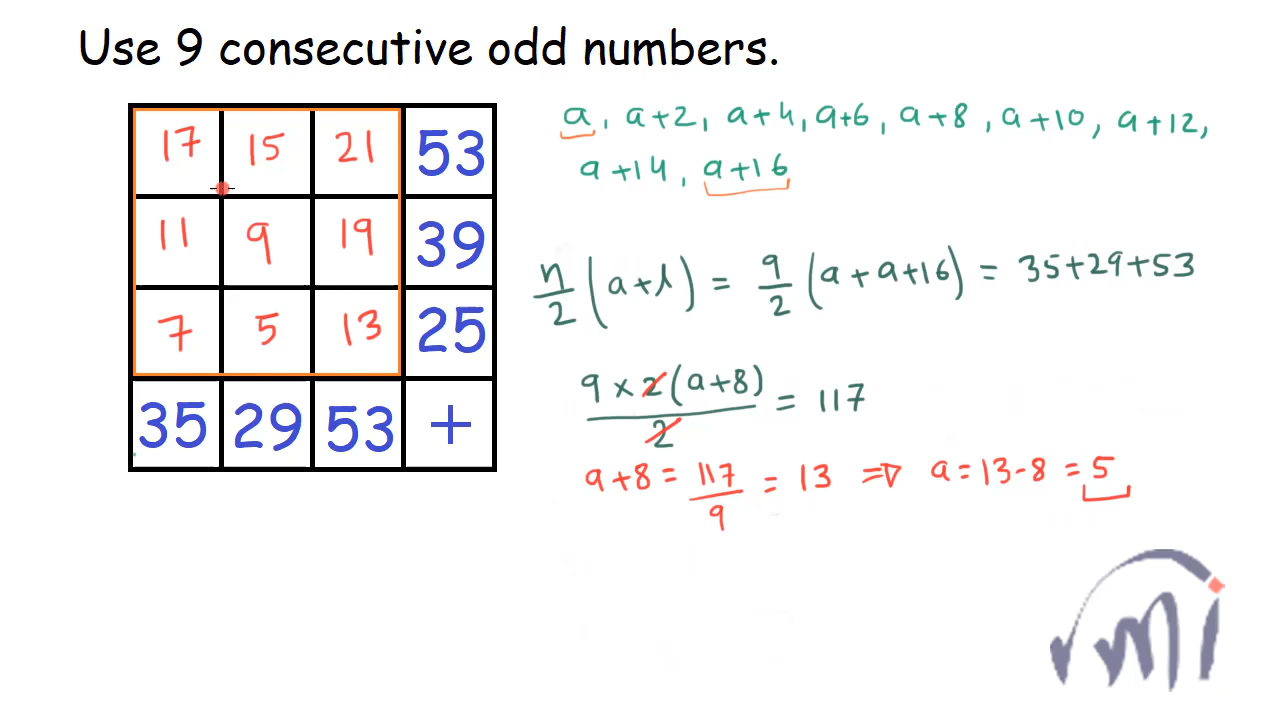 Use 9 consecutive odd numbers.
17 15 21 53
11 9 19 39
7 5 13 25
35 29 53 +
a, a+2, a+4, a+6, a+8, a+10, a+12,
a+14, a+16
n/2 (a+l) = 9/2 (a+a+16) = 35+29+53
9×2(a+8)/2 = 117
a+8 = 117/9 = 13 ⇒ a=13-8 = 5
rmi